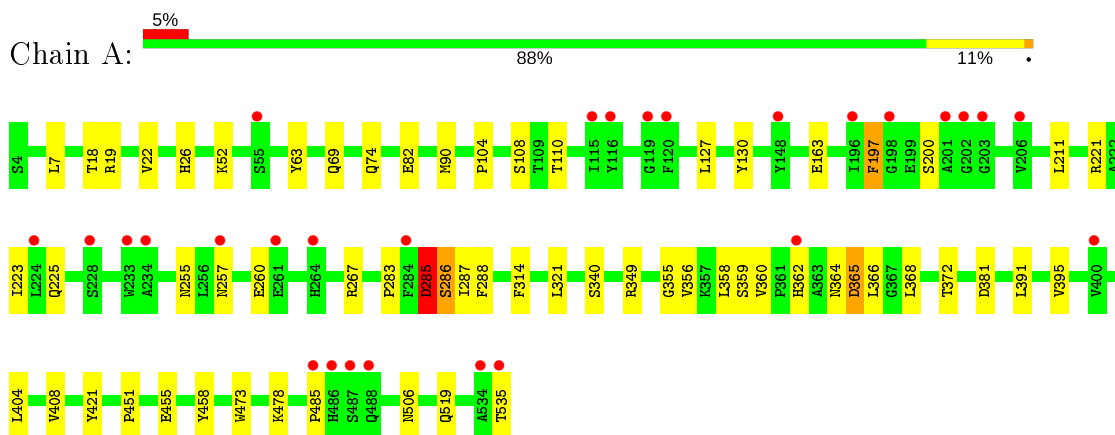 5%
Chain A:
88% 11% •
S4 L7 T18 R19 V22 H26 K52 S55 Y63 Q69 Q74 E82 M90 P104 S108 T109 T110 I115 Y116 G119 F120 L127 Y130 Y148 E163 I196 F197 G198 E199 S200 A201 G202 G203 V206 L211 R221 A222
I223 L224 Q225 S228 W233 A234 N255 L256 N257 E260 E261 H264 R267 P283 F284 D285 S286 I287 F288 F314 L321 S340 R349 G355 V356 K357 L358 S359 V360 P361 H362 A363 N364 D365 L366 G367 L368 T372 D381 L391 V395 V400
L404 V408 Y421 P451 E455 Y458 W473 K478 P485 H486 S487 Q488 N506 Q519 A534 T535